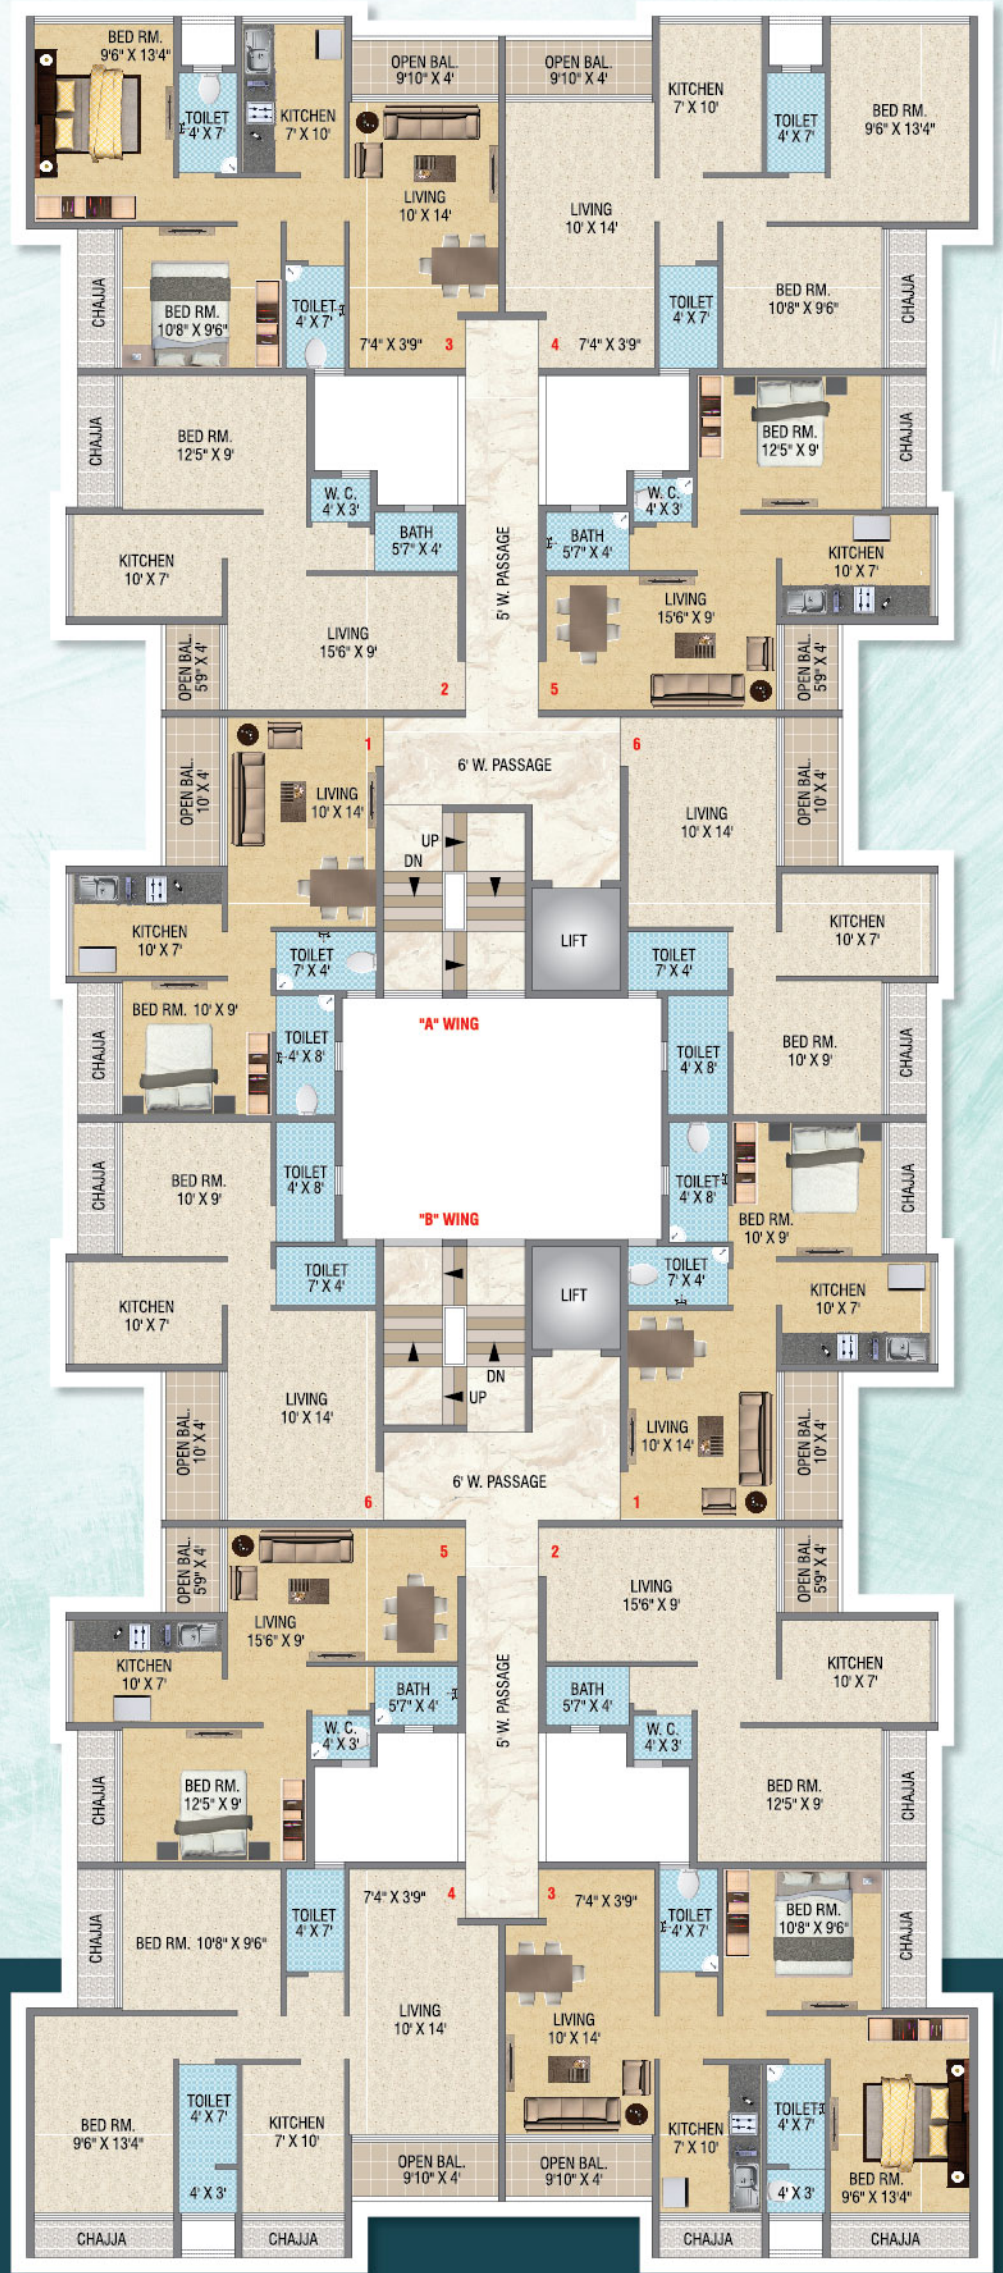 BED RM.
9'6" X 13'4"
TOILET
4' X 7'
KITCHEN
7' X 10'
OPEN BAL.
9'10" X 4'
OPEN BAL.
9'10" X 4'
KITCHEN
7' X 10'
TOILET
4' X 7'
BED RM.
9'6" X 13'4"
LIVING
10' X 14'
LIVING
10' X 14'
CHAJJA
BED RM.
10'8" X 9'6"
TOILET
4' X 7'
7'4" X 3'9"
3
4
7'4" X 3'9"
TOILET
4' X 7'
BED RM.
10'8" X 9'6"
CHAJJA
CHAJJA
BED RM.
12'5" X 9'
BED RM.
12'5" X 9'
CHAJJA
W. C.
4' X 3'
W. C.
4' X 3'
BATH
5'7" X 4'
BATH
5'7" X 4'
KITCHEN
10' X 7'
5' W. PASSAGE
KITCHEN
10' X 7'
LIVING
15'6" X 9'
LIVING
15'6" X 9'
OPEN BAL.
5'9" X 4'
2
5
OPEN BAL.
5'9" X 4'
1
6
6' W. PASSAGE
OPEN BAL.
10' X 4'
LIVING
10' X 14'
LIVING
10' X 14'
OPEN BAL.
10' X 4'
UP
DN
KITCHEN
10' X 7'
LIFT
KITCHEN
10' X 7'
TOILET
7' X 4'
TOILET
7' X 4'
BED RM. 10' X 9'
"A" WING
CHAJJA
TOILET
4' X 8'
TOILET
4' X 8'
BED RM.
10' X 9'
CHAJJA
CHAJJA
BED RM.
10' X 9'
TOILET
4' X 8'
TOILET
4' X 8'
BED RM.
10' X 9'
CHAJJA
"B" WING
TOILET
7' X 4'
LIFT
TOILET
7' X 4'
KITCHEN
10' X 7'
KITCHEN
10' X 7'
DN
UP
OPEN BAL.
10' X 4'
LIVING
10' X 14'
LIVING
10' X 14'
OPEN BAL.
10' X 4'
6' W. PASSAGE
6
1
OPEN BAL.
5'9" X 4'
5
2
OPEN BAL.
5'9" X 4'
LIVING
15'6" X 9'
LIVING
15'6" X 9'
KITCHEN
10' X 7'
5' W. PASSAGE
KITCHEN
10' X 7'
BATH
5'7" X 4'
BATH
5'7" X 4'
W. C.
4' X 3'
W. C.
4' X 3'
CHAJJA
BED RM.
12'5" X 9'
BED RM.
12'5" X 9'
CHAJJA
7'4" X 3'9"
4
3
7'4" X 3'9"
CHAJJA
BED RM. 10'8" X 9'6"
TOILET
4' X 7'
TOILET
4' X 7'
BED RM.
10'8" X 9'6"
CHAJJA
LIVING
10' X 14'
LIVING
10' X 14'
BED RM.
9'6" X 13'4"
TOILET
4' X 7'
KITCHEN
7' X 10'
KITCHEN
7' X 10'
TOILET
4' X 7'
OPEN BAL.
9'10" X 4'
OPEN BAL.
9'10" X 4'
4' X 3'
4' X 3'
BED RM.
9'6" X 13'4"
CHAJJA
CHAJJA
CHAJJA
CHAJJA